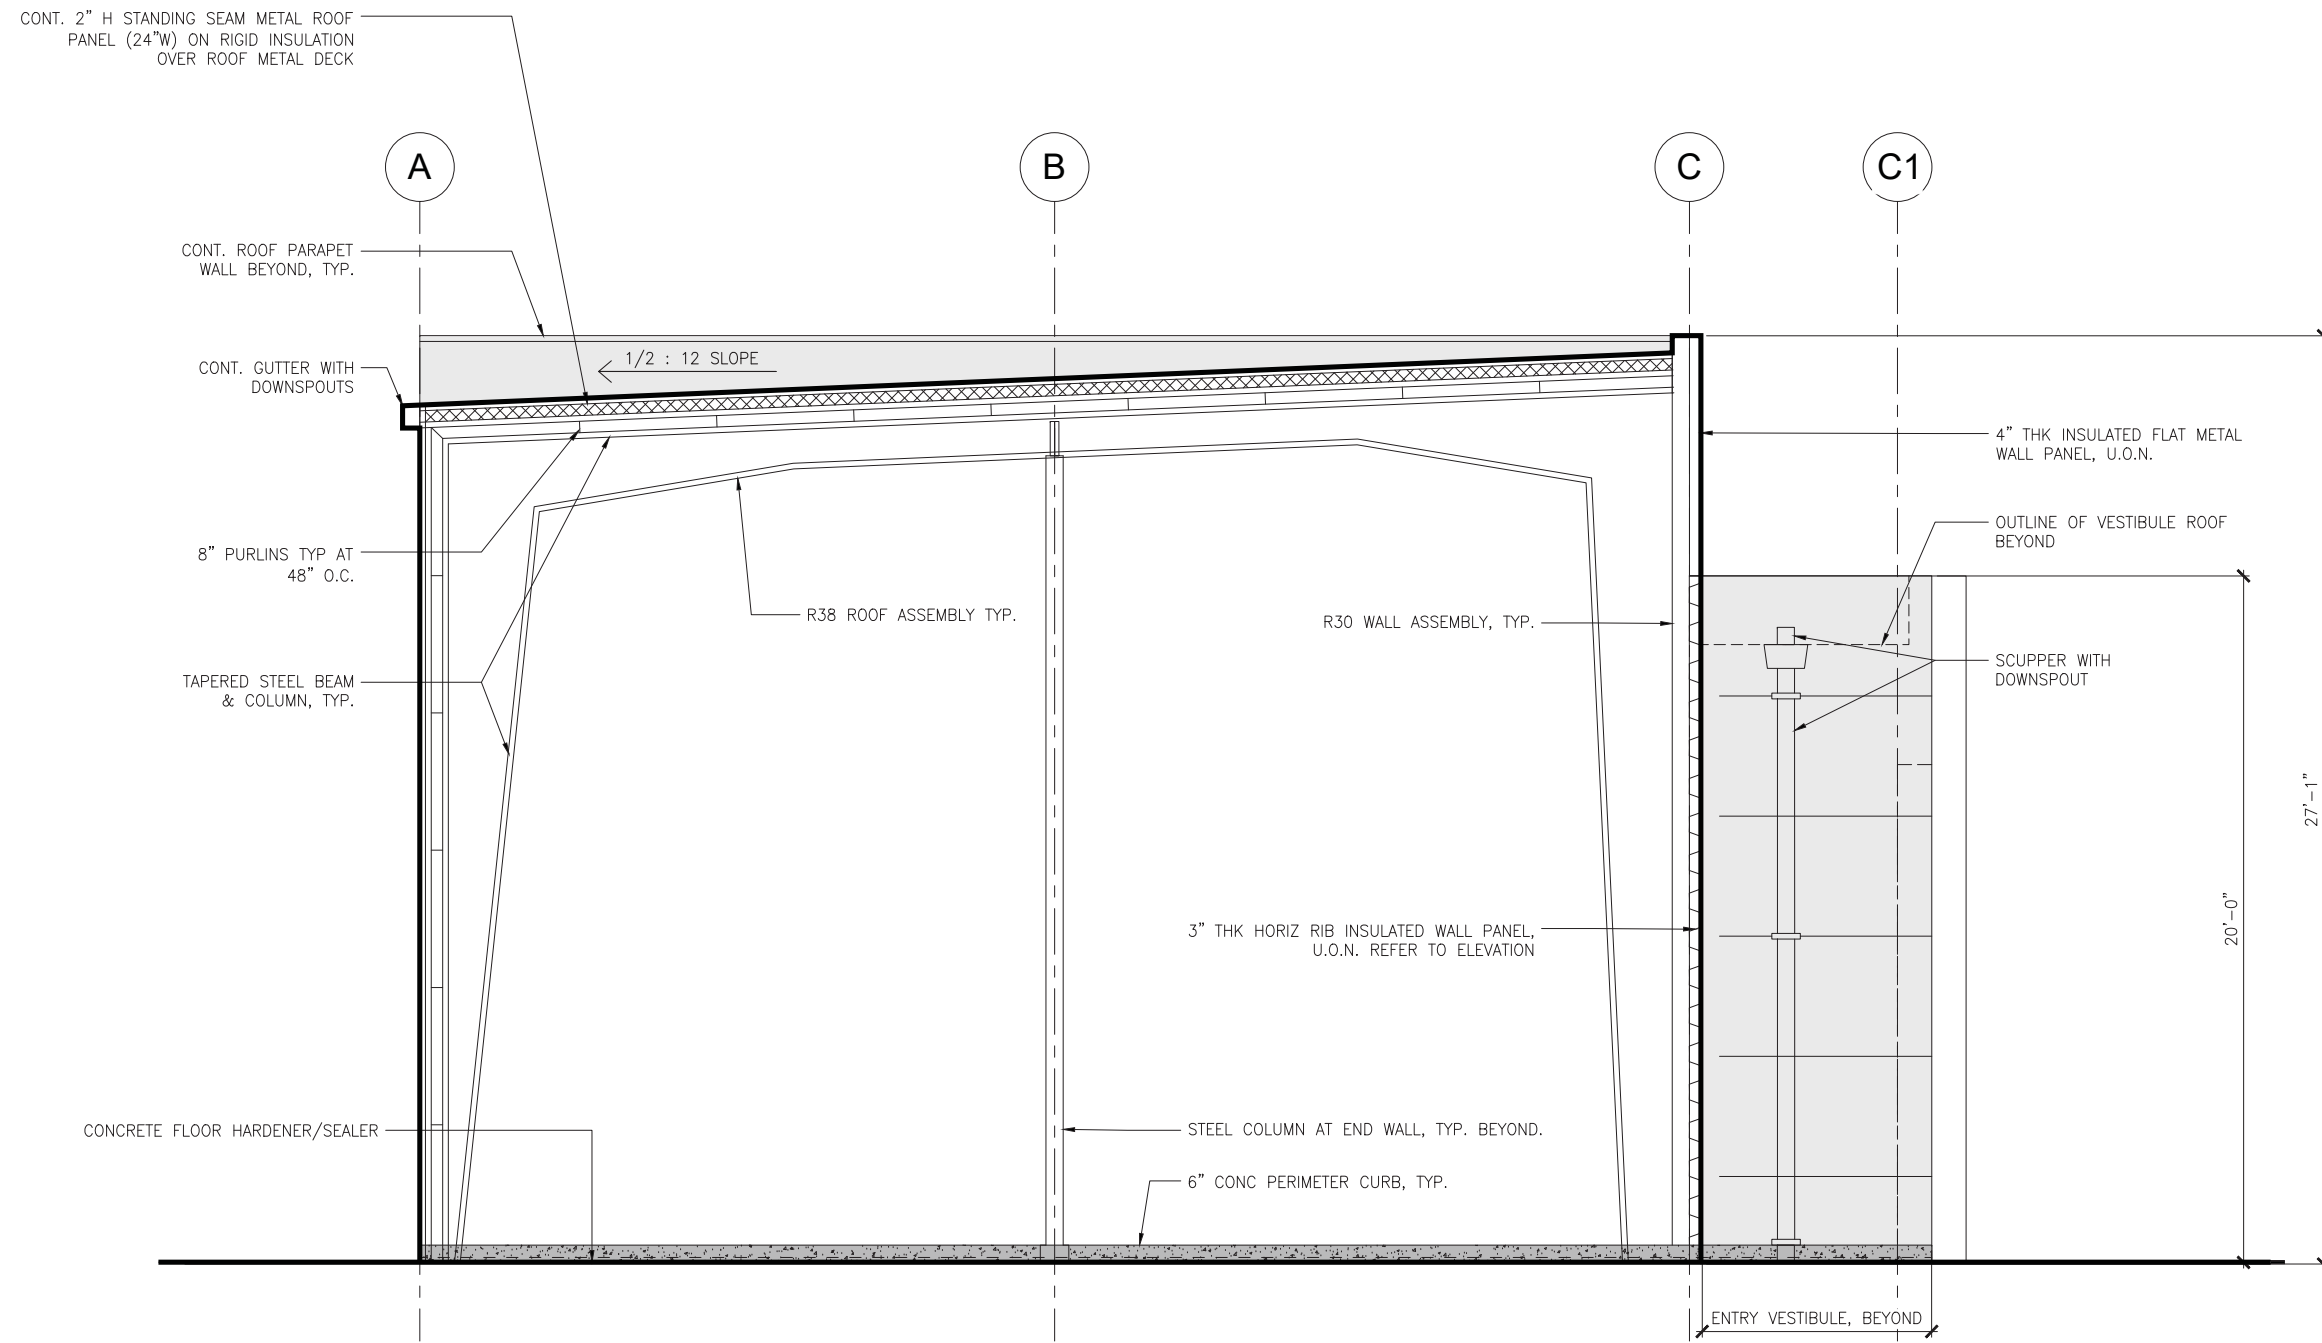 CONT. 2" H STANDING SEAM METAL ROOF
PANEL (24"W) ON RIGID INSULATION
OVER ROOF METAL DECK
A
B
C
C1
CONT. ROOF PARAPET
WALL BEYOND, TYP.
1/2 : 12 SLOPE
CONT. GUTTER WITH
DOWNSPOUTS
4" THK INSULATED FLAT METAL
WALL PANEL, U.O.N.
OUTLINE OF VESTIBULE ROOF
BEYOND
8" PURLINS TYP AT
48" O.C.
R38 ROOF ASSEMBLY TYP.
R30 WALL ASSEMBLY, TYP.
SCUPPER WITH
DOWNSPOUT
TAPERED STEEL BEAM
& COLUMN, TYP.
27'-1"
20'-0"
3" THK HORIZ RIB INSULATED WALL PANEL,
U.O.N. REFER TO ELEVATION
CONCRETE FLOOR HARDENER/SEALER
STEEL COLUMN AT END WALL, TYP. BEYOND.
6" CONC PERIMETER CURB, TYP.
ENTRY VESTIBULE, BEYOND